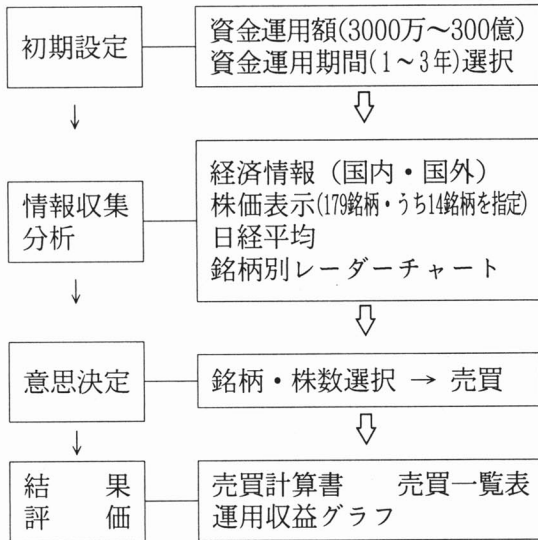 初期設定
資金運用額(3000万～300億)
資金運用期間(1～3年)選択
↓
⇩
情報収集
分析
経済情報（国内・国外）
株価表示(179銘柄・うち14銘柄を指定)
日経平均
銘柄別レーダーチャート
↓
⇩
意思決定
銘柄・株数選択 → 売買
↓
⇩
結　果
評　価
売買計算書　売買一覧表
運用収益グラフ